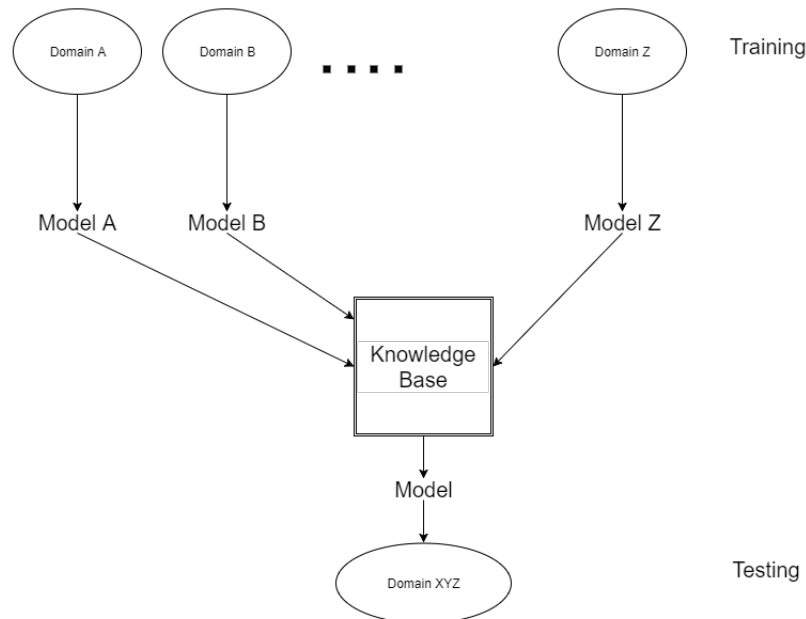 Domain A
Domain B
Domain Z
Training
Model A
Model B
Model Z
Knowledge
Base
Model
Domain XYZ
Testing